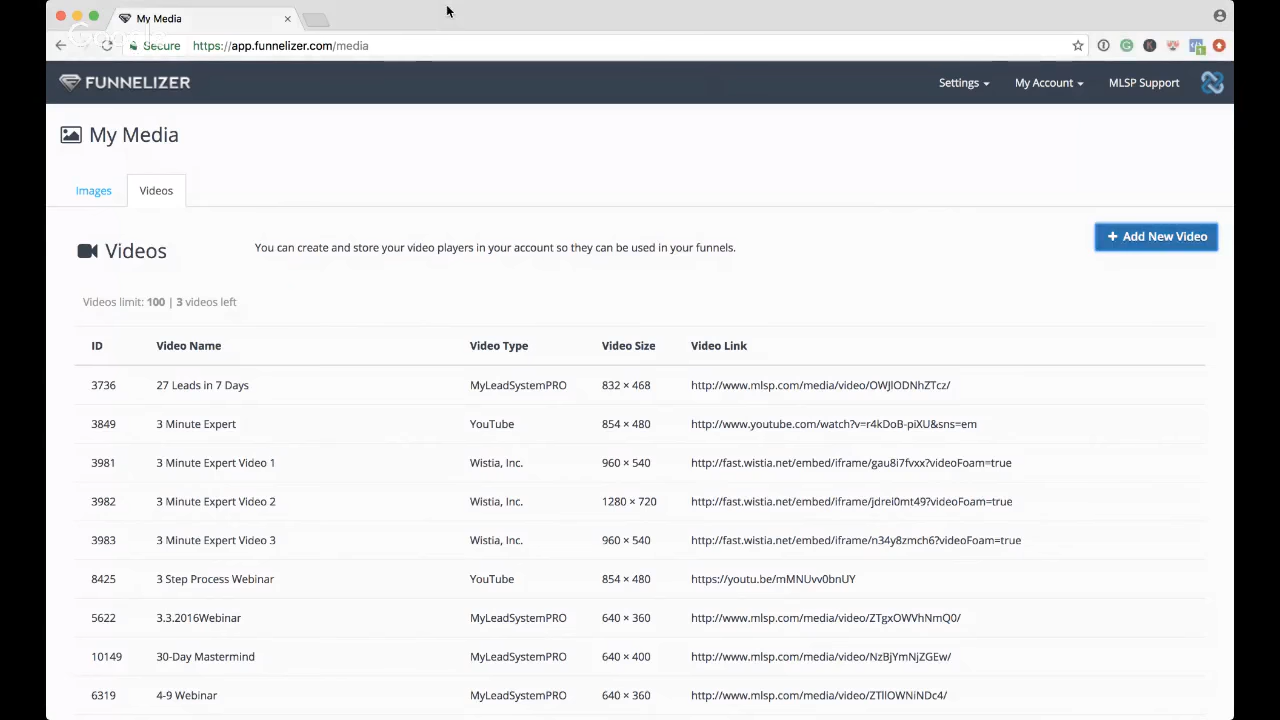 My Media
Google
Secure https://app.funnelizer.com/media
FUNNELIZER Settings My Account MLSP Support
My Media
Images Videos
Videos You can create and store your video players in your account so they can be used in your funnels. + Add New Video
Videos limit: 100 | 3 videos left
ID Video Name Video Type Video Size Video Link
3736 27 Leads in 7 Days MyLeadSystemPRO 832 × 468 http://www.mlsp.com/media/video/OWJlODNhZTcz/
3849 3 Minute Expert YouTube 854 × 480 http://www.youtube.com/watch?v=r4kDoB-piXU&sns=em
3981 3 Minute Expert Video 1 Wistia, Inc. 960 × 540 http://fast.wistia.net/embed/iframe/gau8i7fvxx?videoFoam=true
3982 3 Minute Expert Video 2 Wistia, Inc. 1280 × 720 http://fast.wistia.net/embed/iframe/jdrei0mt49?videoFoam=true
3983 3 Minute Expert Video 3 Wistia, Inc. 960 × 540 http://fast.wistia.net/embed/iframe/n34y8zmch6?videoFoam=true
8425 3 Step Process Webinar YouTube 854 × 480 https://youtu.be/mMNUvv0bnUY
5622 3.3.2016Webinar MyLeadSystemPRO 640 × 360 http://www.mlsp.com/media/video/ZTgxOWVhNmQ0/
10149 30-Day Mastermind MyLeadSystemPRO 640 × 400 http://www.mlsp.com/media/video/NzBjYmNjZGEw/
6319 4-9 Webinar MyLeadSystemPRO 640 × 360 http://www.mlsp.com/media/video/ZTllOWNiNDc4/